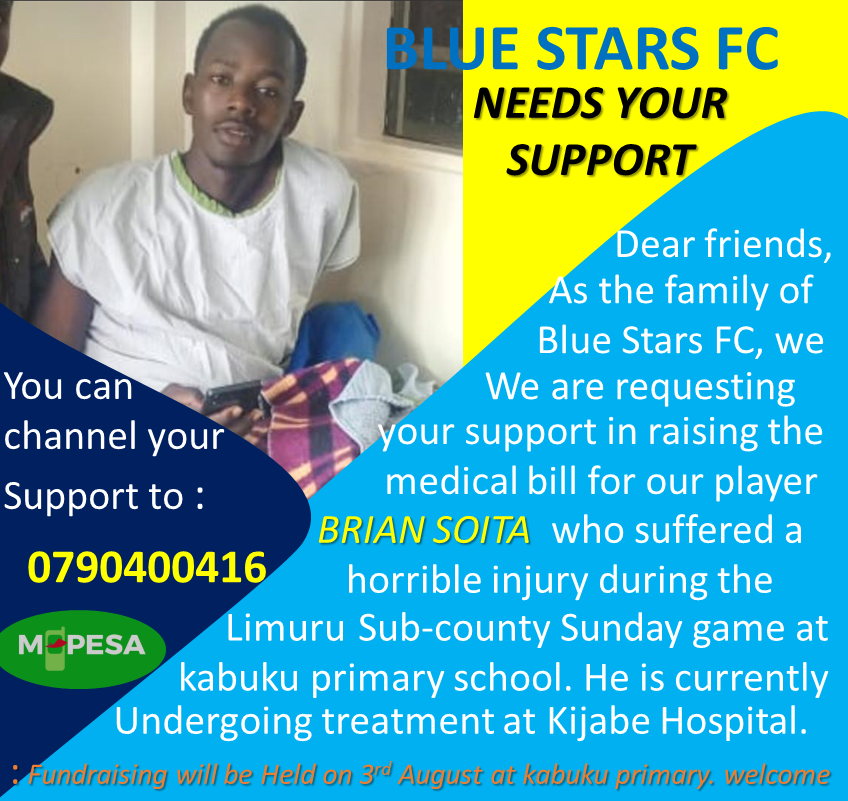 BLUE STARS FC
NEEDS YOUR
SUPPORT
Dear friends,
As the family of
Blue Stars FC, we
We are requesting
your support in raising the
medical bill for our player
BRIAN SOITA who suffered a
horrible injury during the
Limuru Sub-county Sunday game at
kabuku primary school. He is currently
Undergoing treatment at Kijabe Hospital.
You can
channel your
Support to :
0790400416
M-PESA
: Fundraising will be Held on 3rd August at kabuku primary. welcome